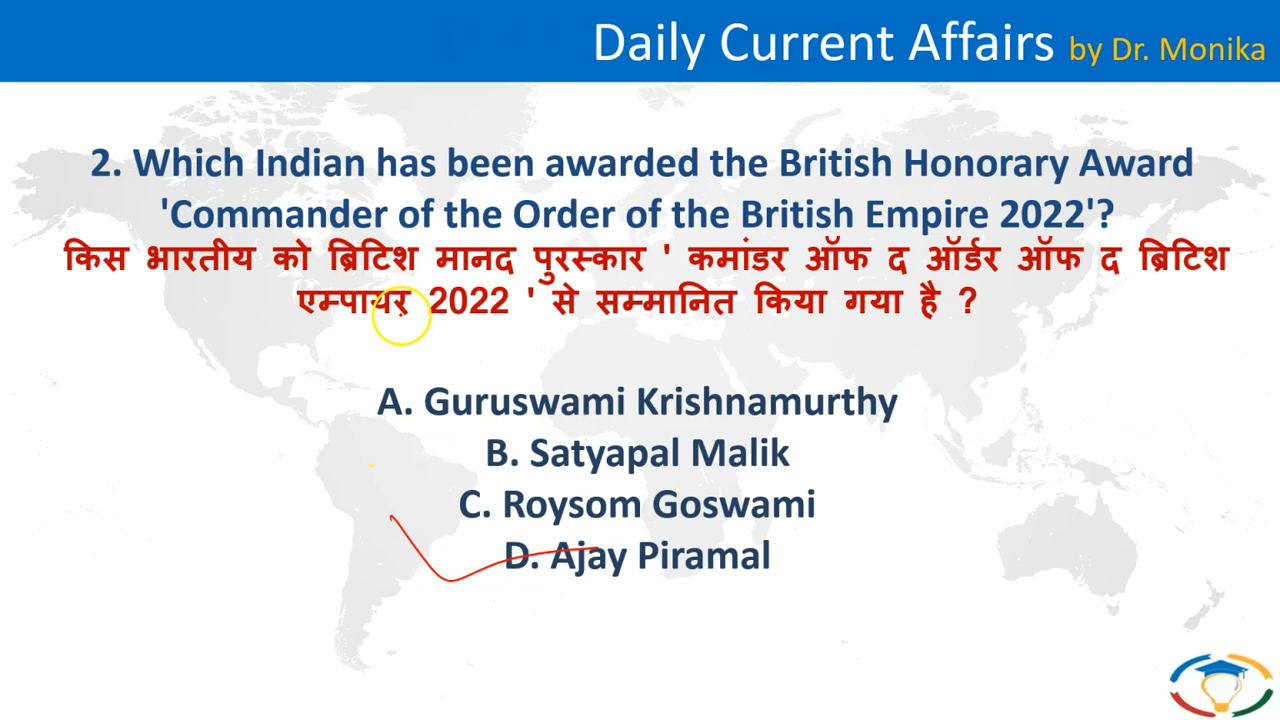 Daily Current Affairs by Dr. Monika
2. Which Indian has been awarded the British Honorary Award
'Commander of the Order of the British Empire 2022'?
किस भारतीय को ब्रिटिश मानद पुरस्कार ' कमांडर ऑफ द ऑर्डर ऑफ द ब्रिटिश
एम्पायऱ 2022 ' से सम्मानित किया गया है ?
A. Guruswami Krishnamurthy
B. Satyapal Malik
C. Roysom Goswami
D. Ajay Piramal